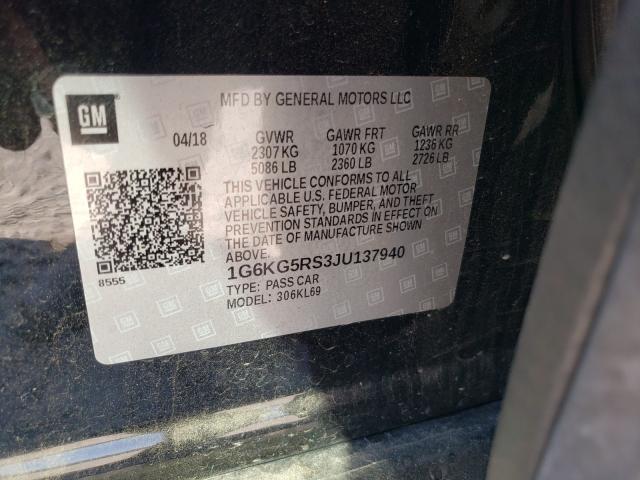 GM
MFD BY GENERAL MOTORS LLC
04/18 GVWR GAWR FRT GAWR RR
2307 KG 1070 KG 1236 KG
5086 LB 2360 LB 2726 LB
THIS VEHICLE CONFORMS TO ALL
APPLICABLE U.S. FEDERAL MOTOR
VEHICLE SAFETY, BUMPER, AND THEFT
PREVENTION STANDARDS IN EFFECT ON
THE DATE OF MANUFACTURE SHOWN
ABOVE.
1G6KG5RS3JU137940
8555
TYPE: PASS CAR
MODEL: 306KL69